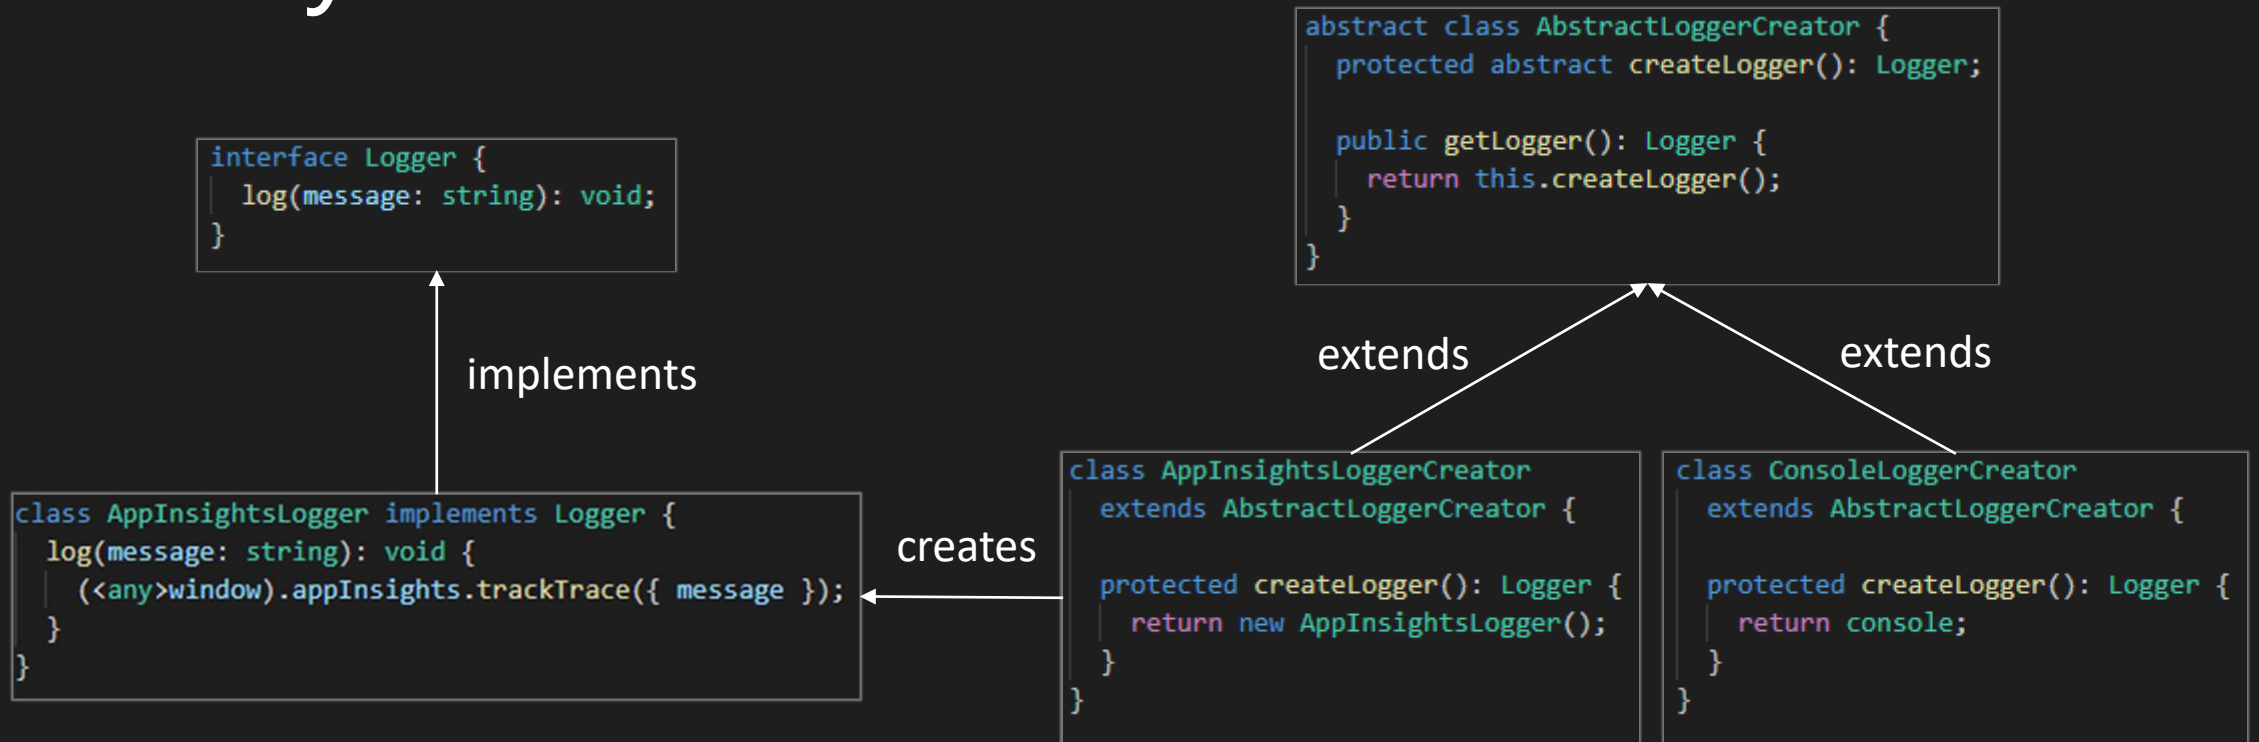 interface Logger {
log(message: string): void;
}
implements
class AppInsightsLogger implements Logger {
log(message: string): void {
(<any>window).appInsights.trackTrace({ message });
}
}
creates
abstract class AbstractLoggerCreator {
protected abstract createLogger(): Logger;
public getLogger(): Logger {
return this.createLogger();
}
}
extends
extends
class AppInsightsLoggerCreator
extends AbstractLoggerCreator {
protected createLogger(): Logger {
return new AppInsightsLogger();
}
}
class ConsoleLoggerCreator
extends AbstractLoggerCreator {
protected createLogger(): Logger {
return console;
}
}